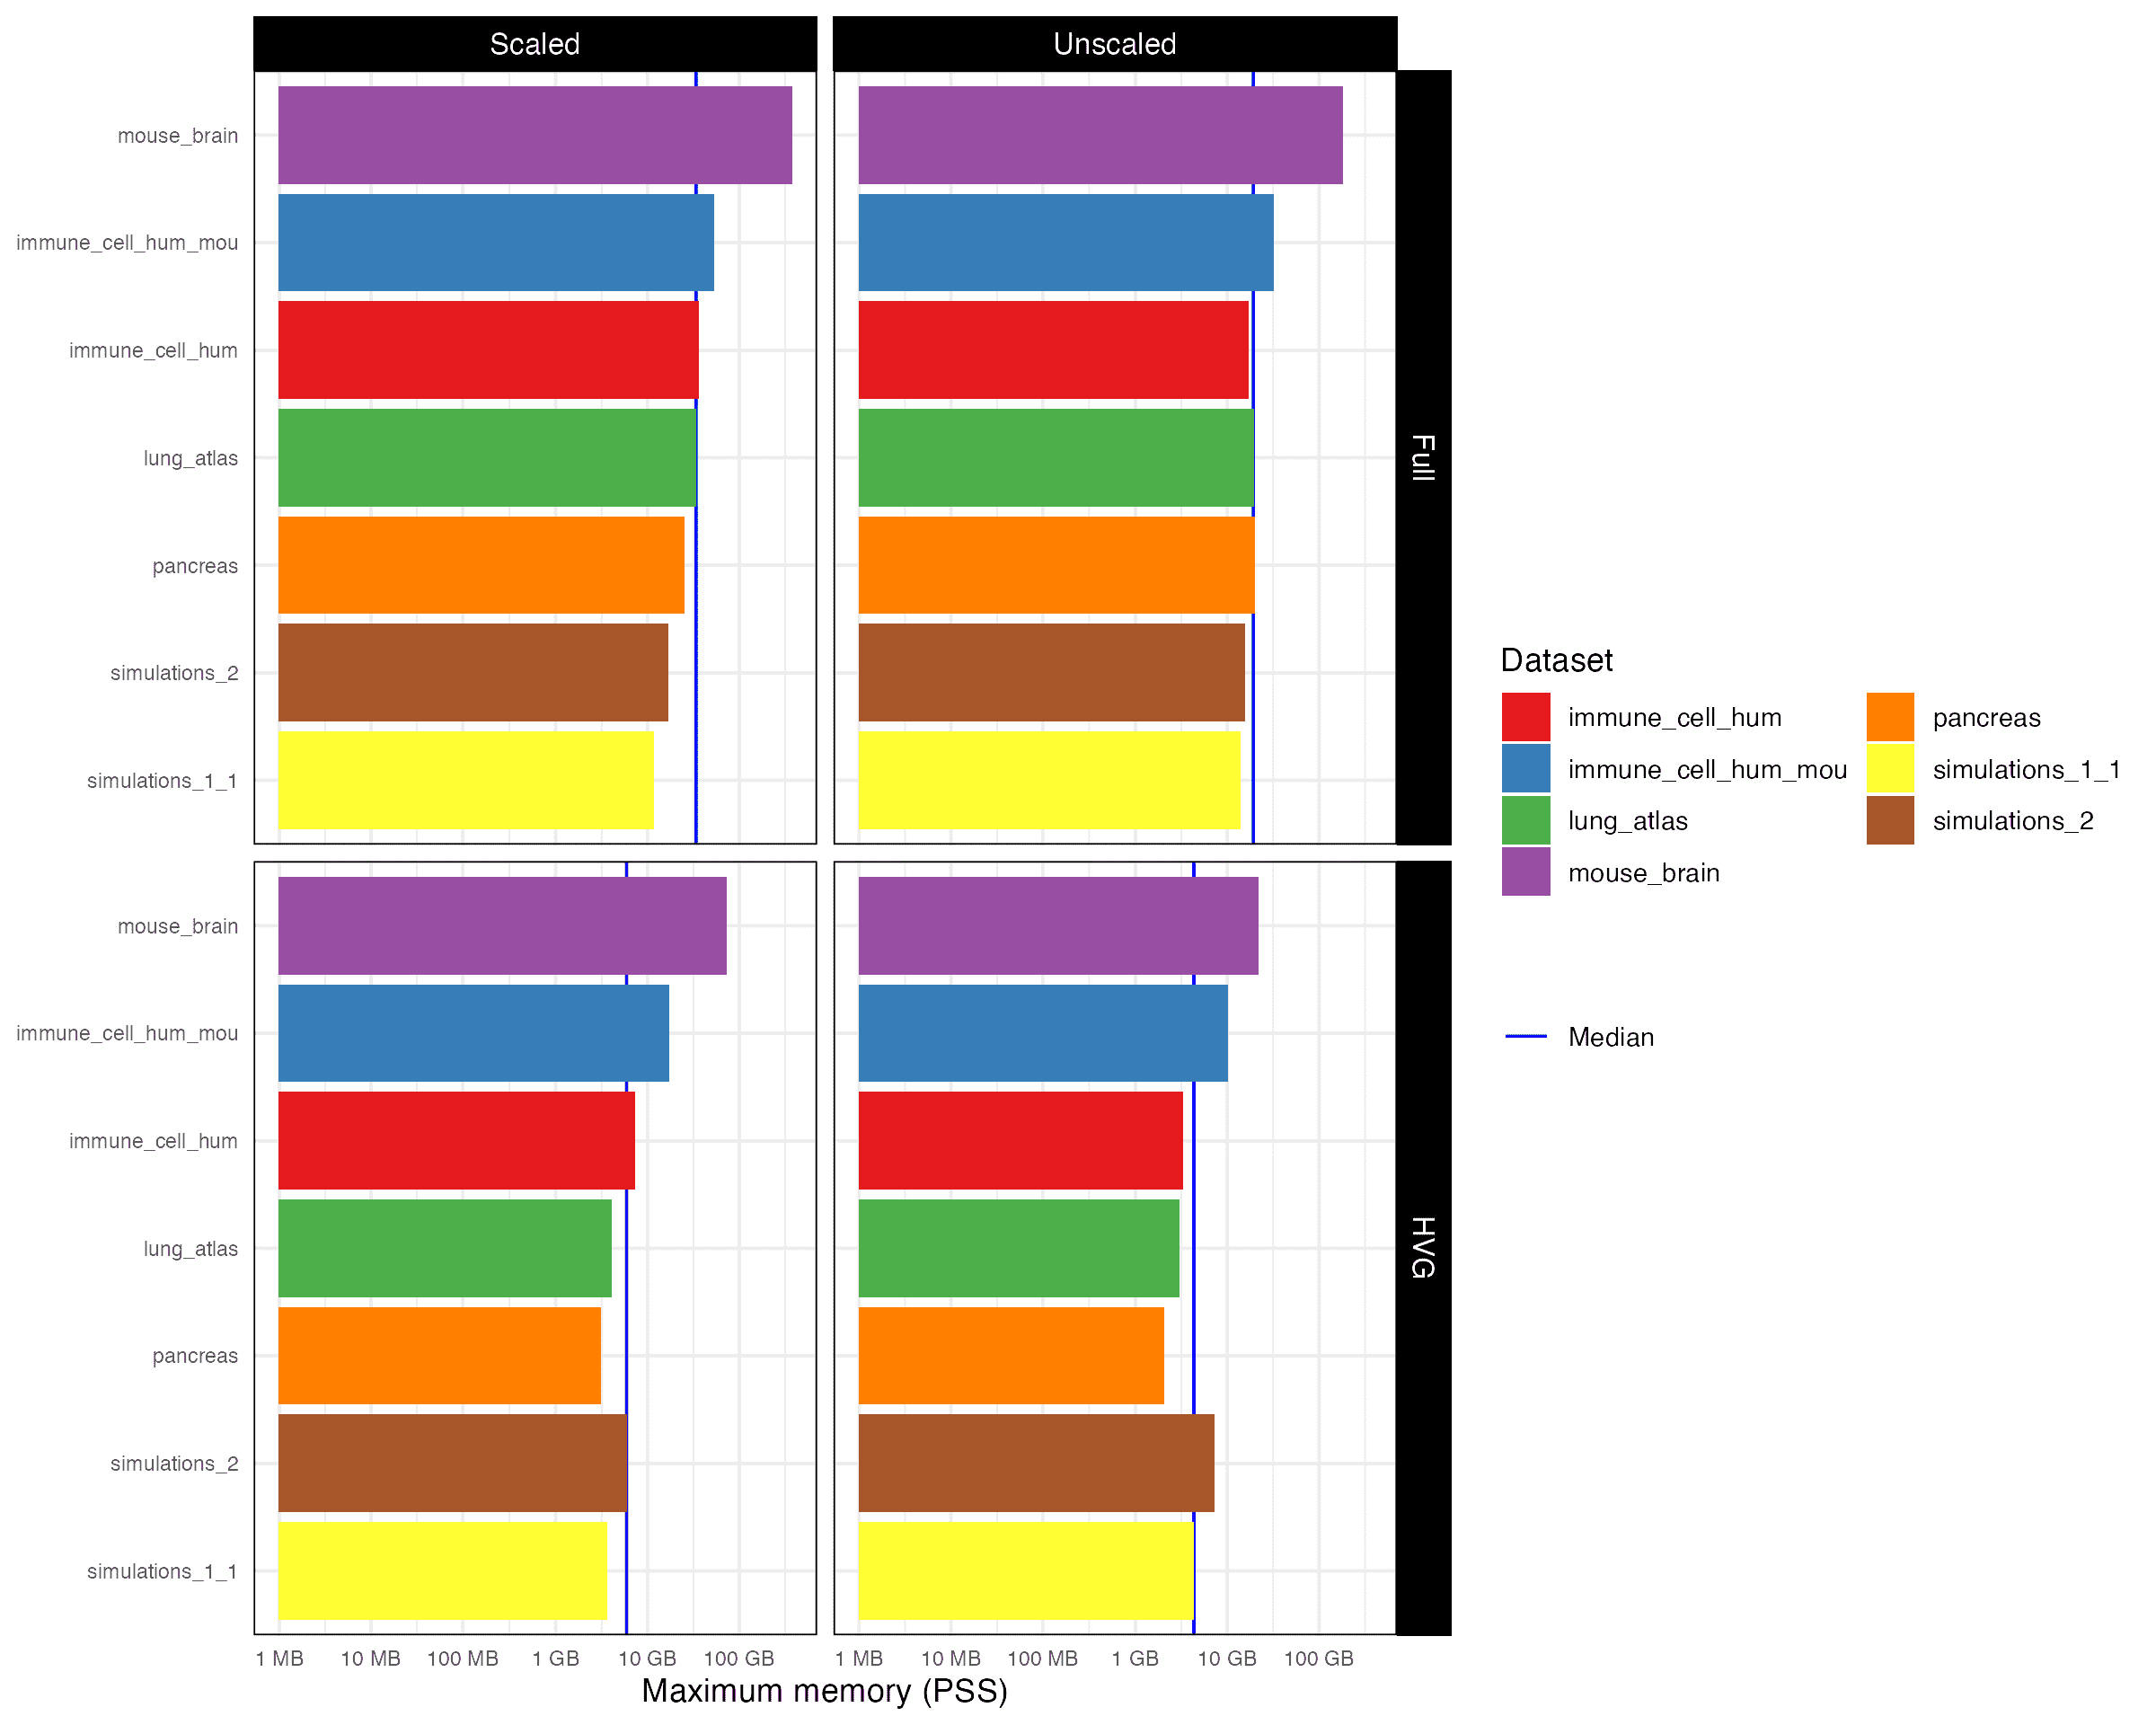 Scaled
Unscaled
mouse_brain
immune_cell_hum_mou
immune_cell_hum
lung_atlas
pancreas
simulations_2
simulations_1_1
Full
mouse_brain
immune_cell_hum_mou
immune_cell_hum
lung_atlas
pancreas
simulations_2
simulations_1_1
HVG
1 MB 10 MB 100 MB 1 GB 10 GB 100 GB
1 MB 10 MB 100 MB 1 GB 10 GB 100 GB
Maximum memory (PSS)
Dataset
immune_cell_hum
immune_cell_hum_mou
lung_atlas
mouse_brain
pancreas
simulations_1_1
simulations_2
Median